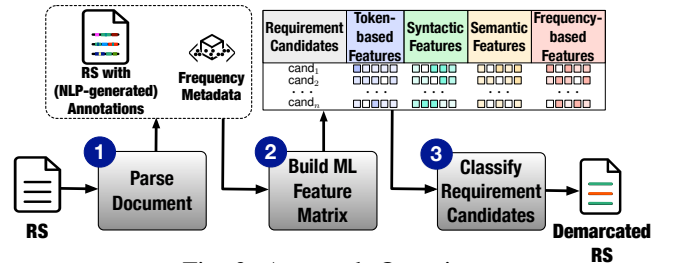 RS with
(NLP-generated)
Annotations
Frequency
Metadata
Requirement
Candidates
Token-
based
Features
Syntactic
Features
Semantic
Features
Frequency-
based
Features
cand1
cand2
. . .
candn
. . .
. . .
. . .
. . .
1
Parse
Document
2
Build ML
Feature
Matrix
3
Classify
Requirement
Candidates
RS
Demarcated
RS